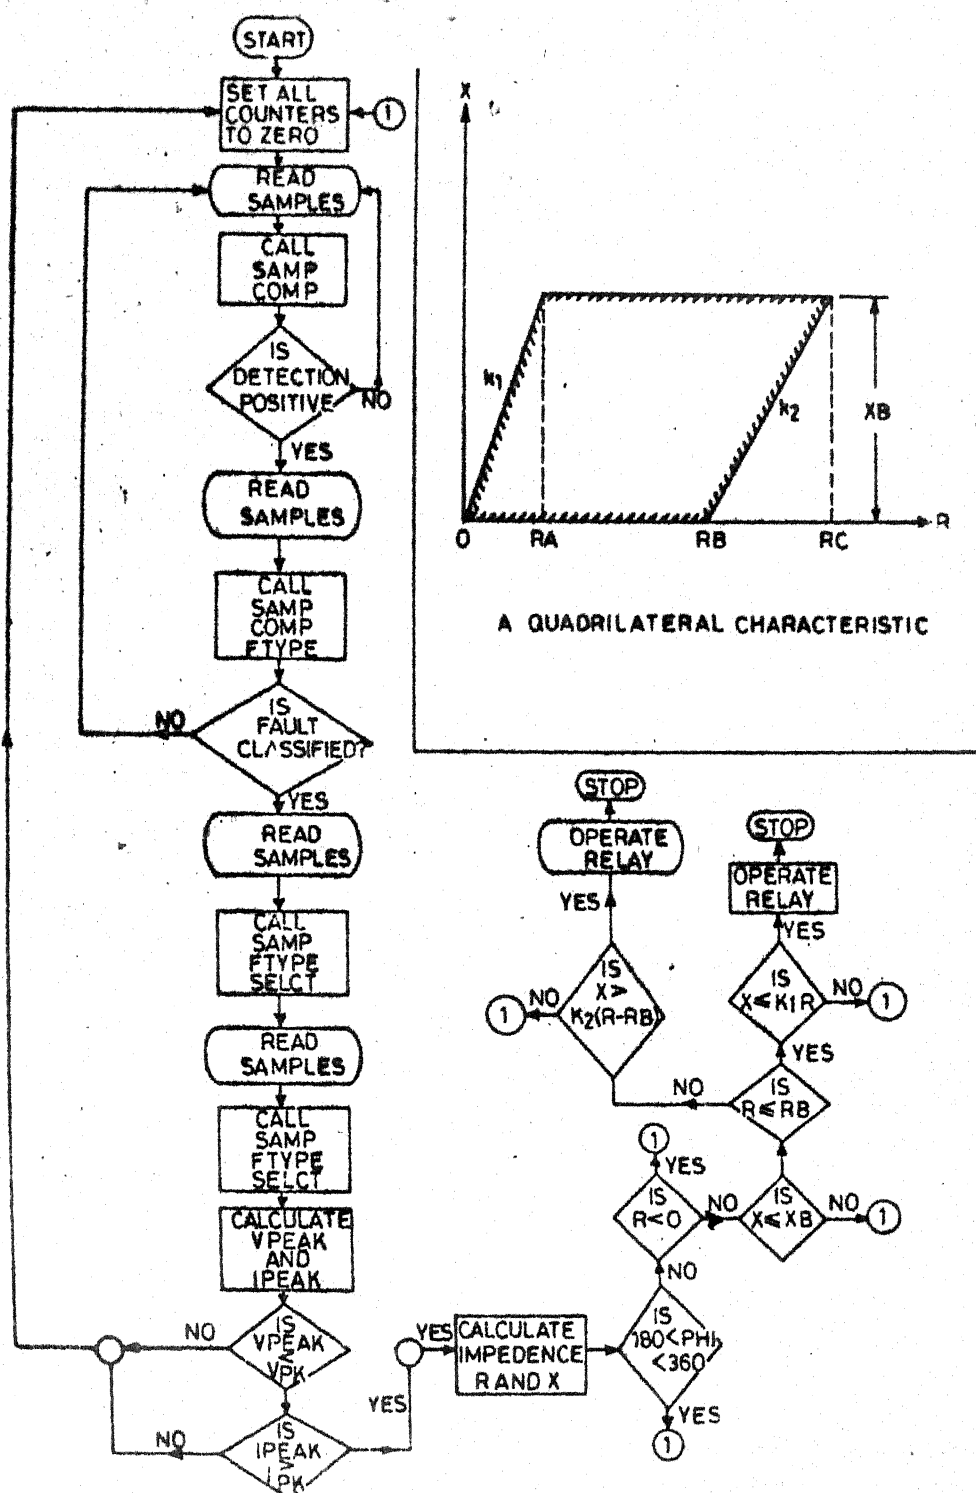 START
SET ALL
COUNTERS
TO ZERO
1
READ
SAMPLES
CALL
SAMP
COMP
IS
DETECTION
POSITIVE
NO
YES
READ
SAMPLES
CALL
SAMP
COMP
FTYPE
IS
FAULT
CLASSIFIED?
NO
YES
READ
SAMPLES
CALL
SAMP
FTYPE
SELCT
READ
SAMPLES
CALL
SAMP
FTYPE
SELCT
CALCULATE
VPEAK
AND
IPEAK
IS
VPEAK
>
VPK
NO
IS
IPEAK
>
IPK
NO
YES
YES
CALCULATE
IMPEDENCE
R AND X
IS
180<PHI
<360
YES
1
NO
IS
R<0
YES
1
NO
IS
X≤XB
NO
1
IS
R≤RB
NO
YES
IS
X≤K1R
NO
1
YES
OPERATE
RELAY
STOP
IS
X>
K2(R-RB)
NO
1
YES
OPERATE
RELAY
STOP
X
K1
K2
XB
O RA RB RC R
A QUADRILATERAL CHARACTERISTIC